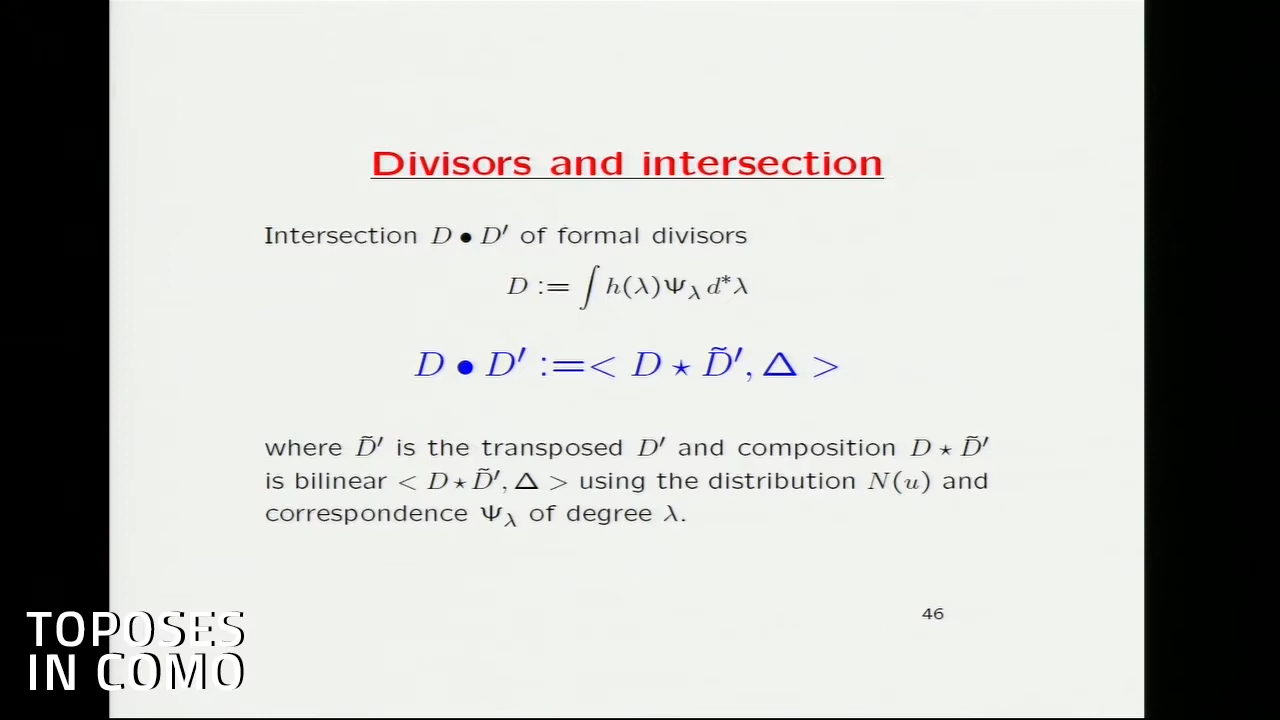 Divisors and intersection
Intersection D • D′ of formal divisors
D := ∫ h(λ)Ψ_λ d*λ
D • D′ :=< D ⋆ D̃′, Δ >
where D̃′ is the transposed D′ and composition D ⋆ D̃′
is bilinear < D ⋆ D̃′, Δ > using the distribution N(u) and
correspondence Ψ_λ of degree λ.
46
TOPOSES
IN COMO